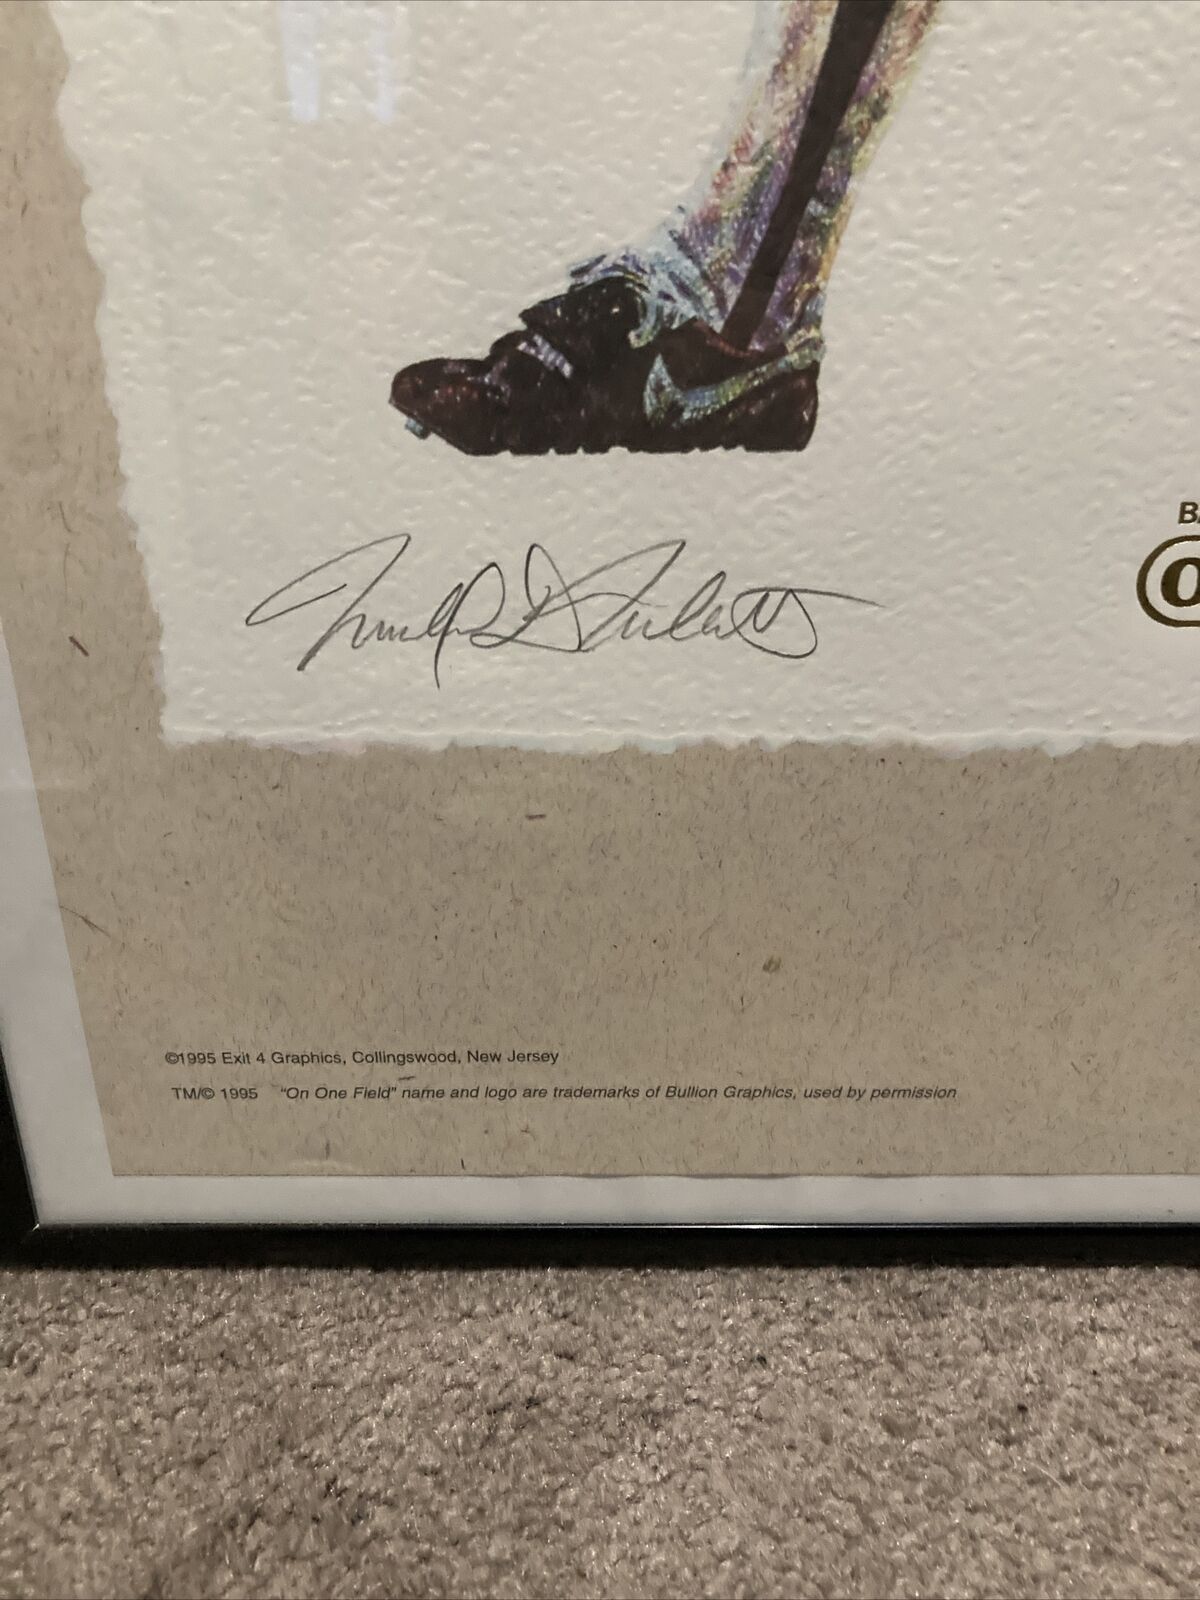 B
O
©1995 Exit 4 Graphics, Collingswood, New Jersey
TM/© 1995 "On One Field" name and logo are trademarks of Bullion Graphics, used by permission